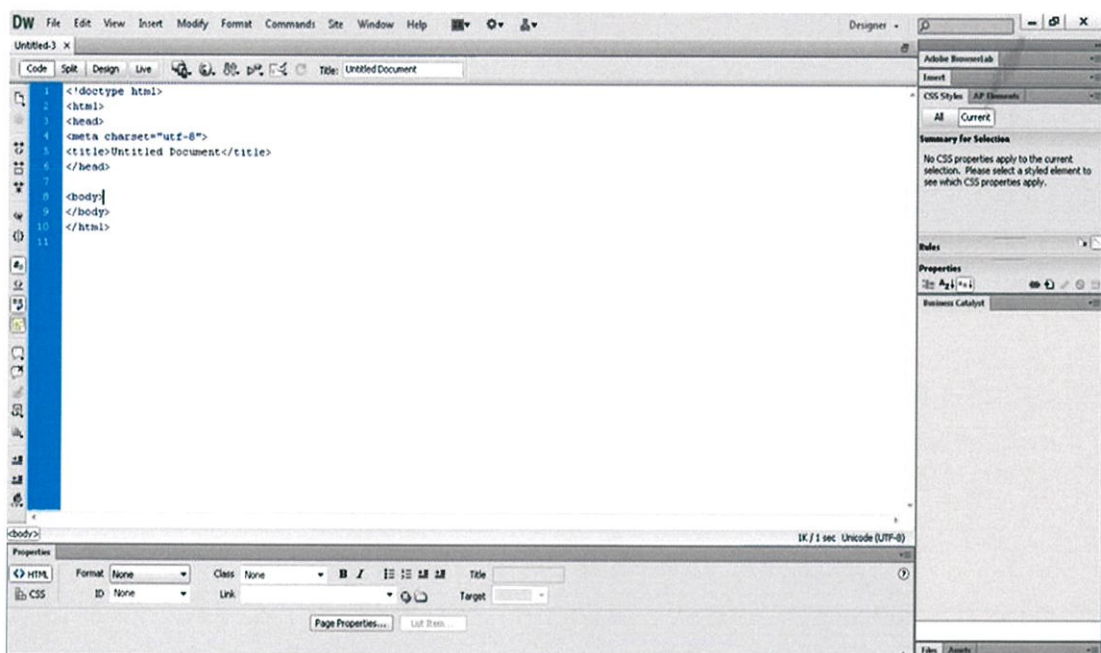 DW File Edit View Insert Modify Format Commands Site Window Help Designer
Untitled-3 ×
Code Split Design Live Title: Untitled Document
1 <!doctype html>
2 <html>
3 <head>
4 <meta charset="utf-8">
5 <title>Untitled Document</title>
6 </head>
7
8 <body>
9 </body>
10 </html>
11
<body>
1K / 1 sec Unicode (UTF-8)
Properties
<> HTML Format None Class None B I Title
CSS ID None Link Target
Page Properties... List Item...
Adobe BrowserLab
Insert
CSS Styles AP Elements
All Current
Summary for Selection
No CSS properties apply to the current
selection. Please select a styled element to
see which CSS properties apply.
Rules
Properties
Business Catalyst
Files Assets